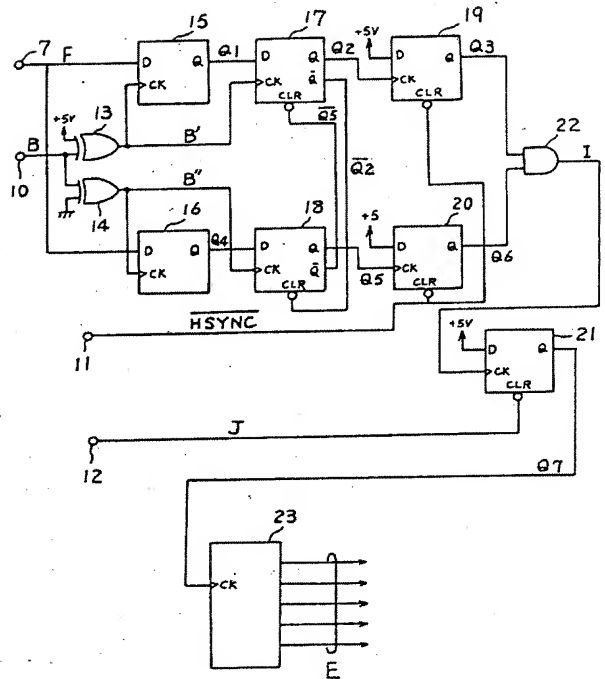 15
17
19
7
F
D
Q
Q1
D
Q
Q2
+5V
D
Q
Q3
CK
CK
Q̄
CK
CLR
CLR
+5V
13
B'
Q̅5̅
22
I
B
10
Q̅2̅
B"
14
16
18
20
D
Q
Q4
D
Q
+5
D
Q
Q6
CK
CK
Q̄
Q5
CK
CLR
CLR
H̅S̅Y̅N̅C̅
11
+5V
21
D
Q
CK
CLR
J
12
Q7
23
CK
E